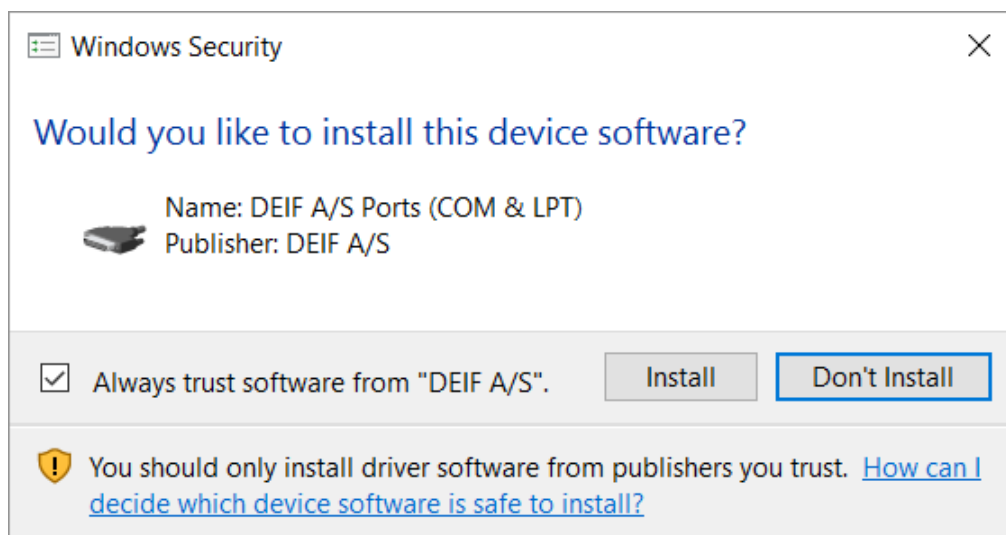 Windows Security
Would you like to install this device software?
Name: DEIF A/S Ports (COM & LPT)
Publisher: DEIF A/S
Always trust software from "DEIF A/S". Install Don't Install
You should only install driver software from publishers you trust. How can I
decide which device software is safe to install?